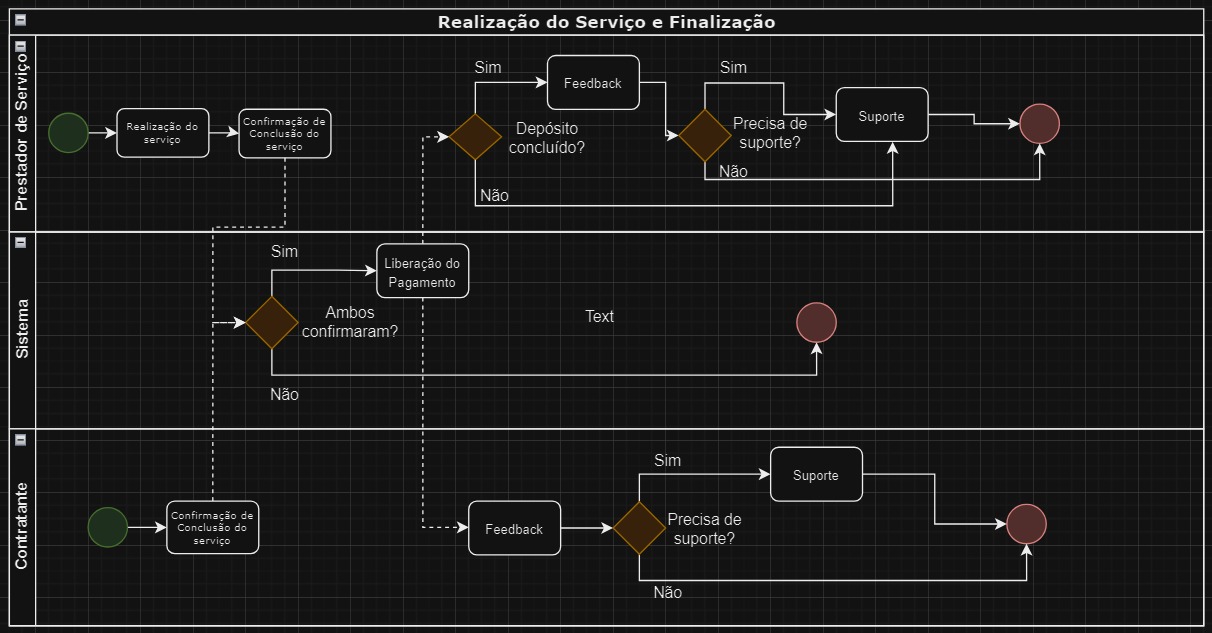 Realização do Serviço e Finalização
Prestador de Serviço
Realização do
serviço
Confirmação de
Conclusão do
serviço
Sim
Feedback
Depósito
concluído?
Não
Sim
Precisa de
suporte?
Não
Suporte
Sistema
Sim
Liberação do
Pagamento
Ambos
confirmaram?
Não
Text
Contratante
Confirmação de
Conclusão do
serviço
Feedback
Sim
Precisa de
suporte?
Não
Suporte